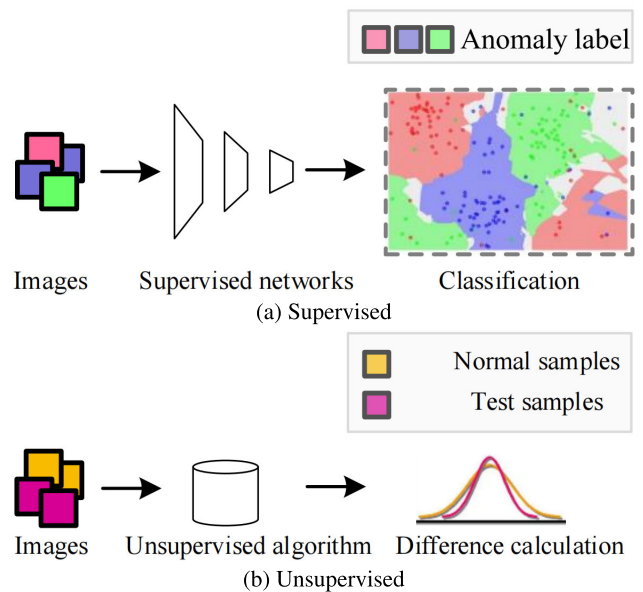 Anomaly label
Images
Supervised networks
Classification
(a) Supervised
Normal samples
Test samples
Images
Unsupervised algorithm
Difference calculation
(b) Unsupervised